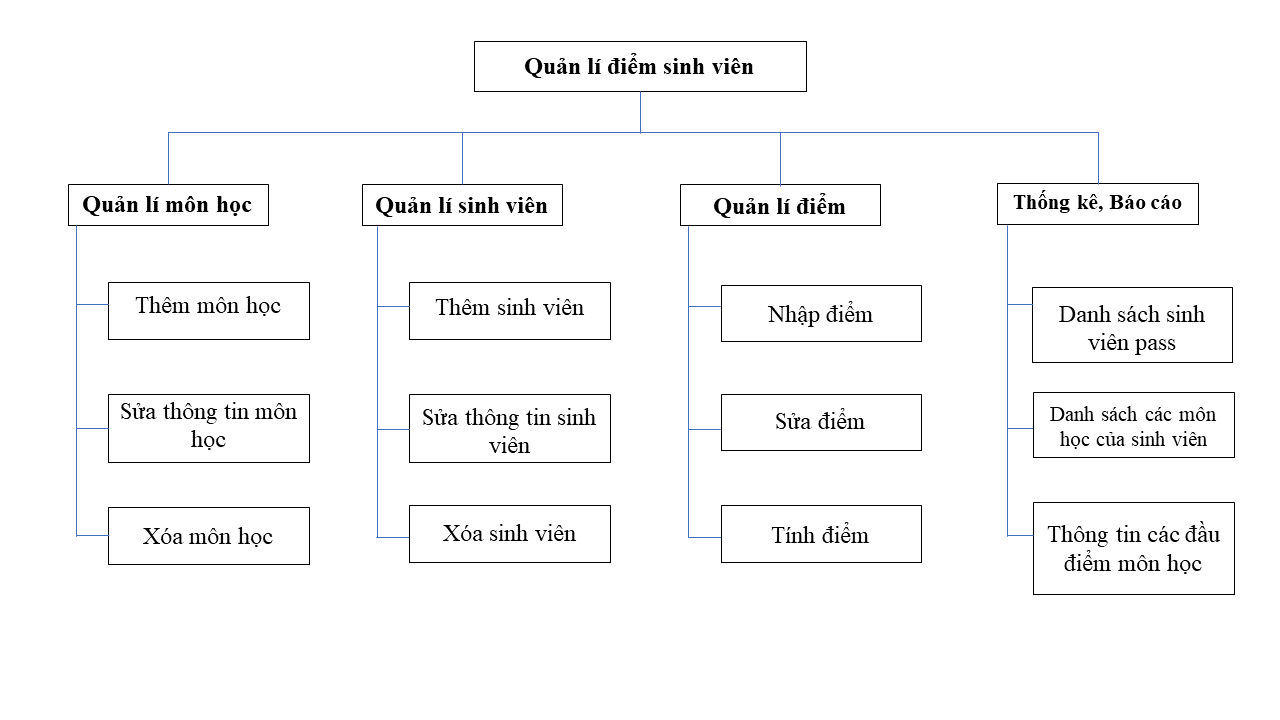 Quản lí điểm sinh viên
Quản lí môn học
Quản lí sinh viên
Quản lí điểm
Thống kê, Báo cáo
Thêm môn học
Sửa thông tin môn
học
Xóa môn học
Thêm sinh viên
Sửa thông tin sinh
viên
Xóa sinh viên
Nhập điểm
Sửa điểm
Tính điểm
Danh sách sinh
viên pass
Danh sách các môn
học của sinh viên
Thông tin các đầu
điểm môn học